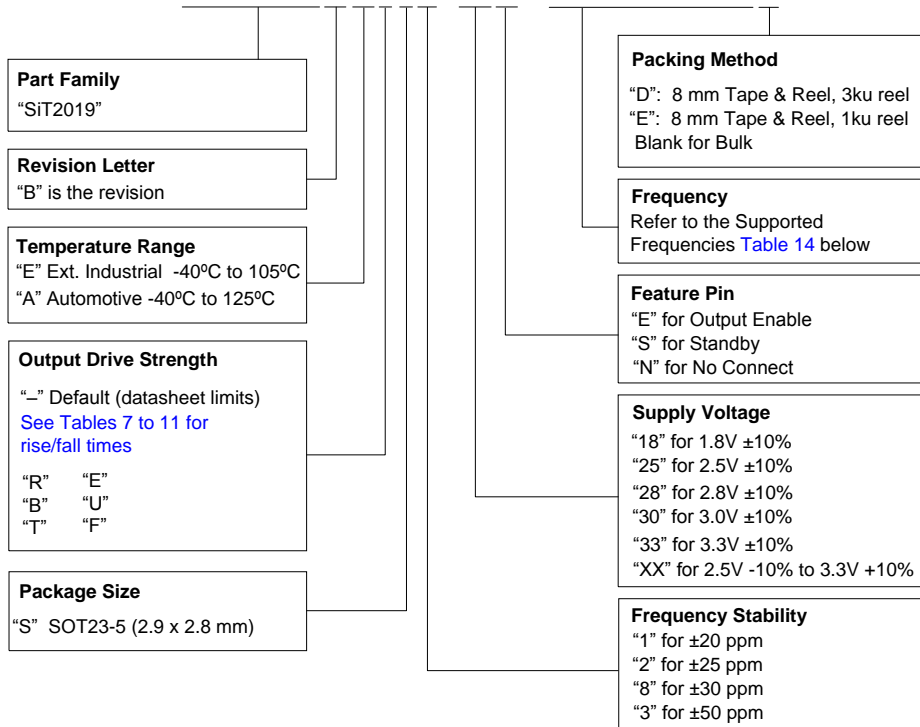 Part Family
“SiT2019”
Revision Letter
“B” is the revision
Temperature Range
“E” Ext. Industrial -40ºC to 105ºC
“A” Automotive -40ºC to 125ºC
Output Drive Strength
“–” Default (datasheet limits)
See Tables 7 to 11 for
rise/fall times
“R” “E”
“B” “U”
“T” “F”
Package Size
“S” SOT23-5 (2.9 x 2.8 mm)
Packing Method
“D”: 8 mm Tape & Reel, 3ku reel
“E”: 8 mm Tape & Reel, 1ku reel
Blank for Bulk
Frequency
Refer to the Supported
Frequencies Table 14 below
Feature Pin
“E” for Output Enable
“S” for Standby
“N” for No Connect
Supply Voltage
“18” for 1.8V ±10%
“25” for 2.5V ±10%
“28” for 2.8V ±10%
“30” for 3.0V ±10%
“33” for 3.3V ±10%
“XX” for 2.5V -10% to 3.3V +10%
Frequency Stability
“1” for ±20 ppm
“2” for ±25 ppm
“8” for ±30 ppm
“3” for ±50 ppm